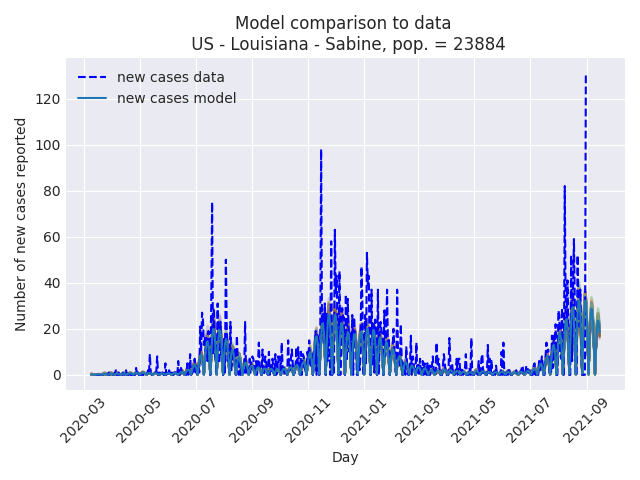 Model comparison to data
US - Louisiana - Sabine, pop. = 23884
new cases data
new cases model
Number of new cases reported
120
100
80
60
40
20
0
2020-03
2020-05
2020-07
2020-09
2020-11
2021-01
2021-03
2021-05
2021-07
2021-09
Day